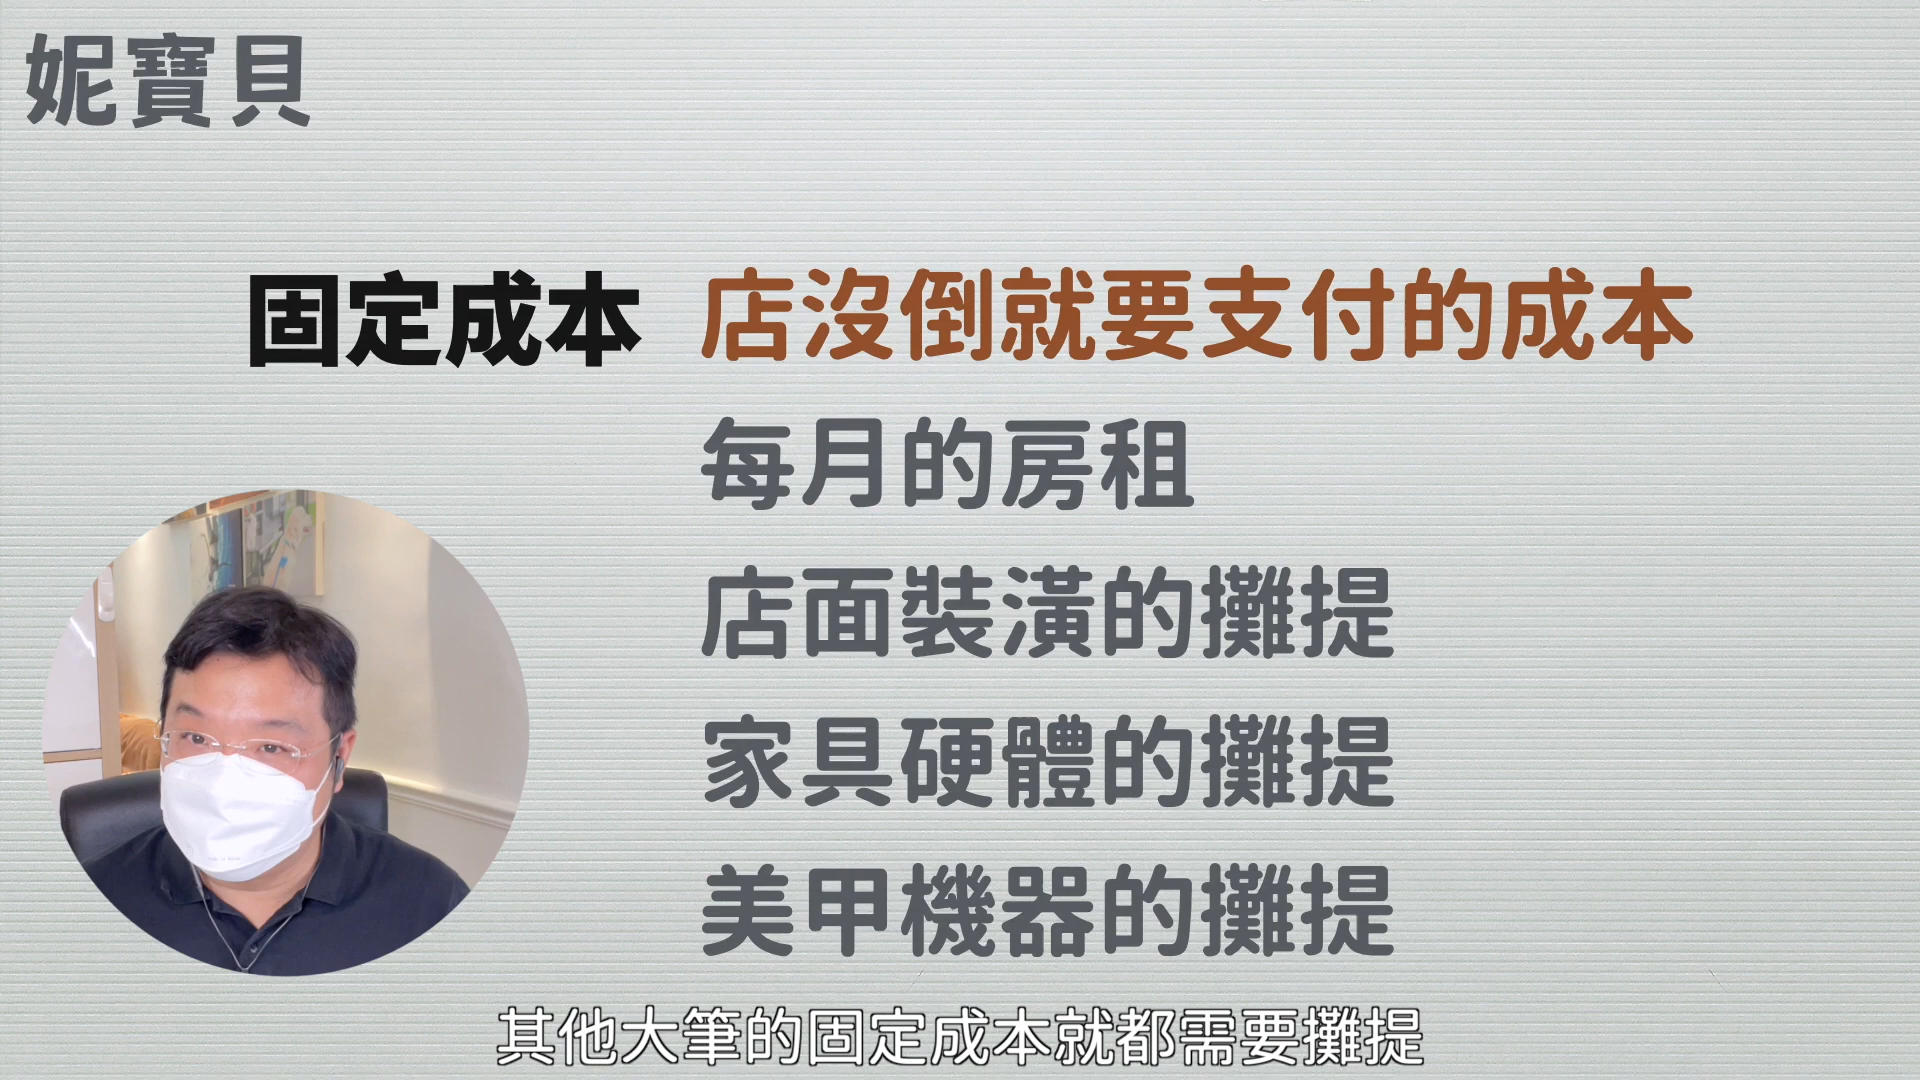 妮寶貝
固定成本 店沒倒就要支付的成本
每月的房租
店面裝潢的攤提
家具硬體的攤提
美甲機器的攤提
其他大筆的固定成本就都需要攤提